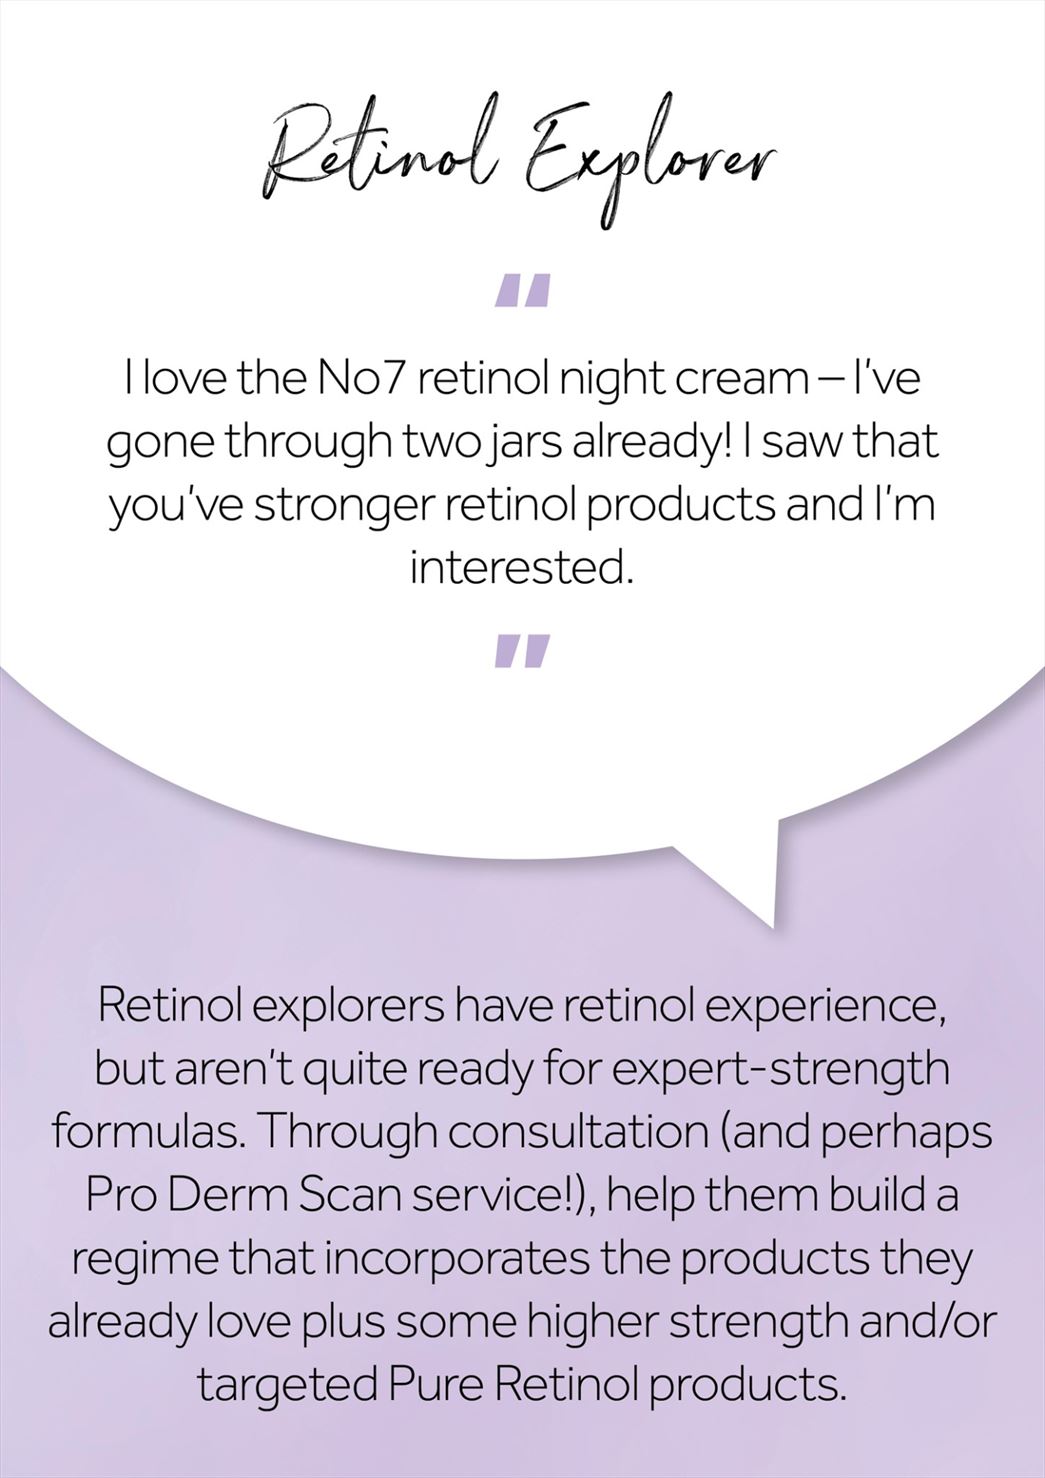 Retinol Explorer
“
I love the No7 retinol night cream – I've
gone through two jars already! I saw that
you've stronger retinol products and I'm
interested.
”
Retinol explorers have retinol experience,
but aren't quite ready for expert-strength
formulas. Through consultation (and perhaps
Pro Derm Scan service!), help them build a
regime that incorporates the products they
already love plus some higher strength and/or
targeted Pure Retinol products.